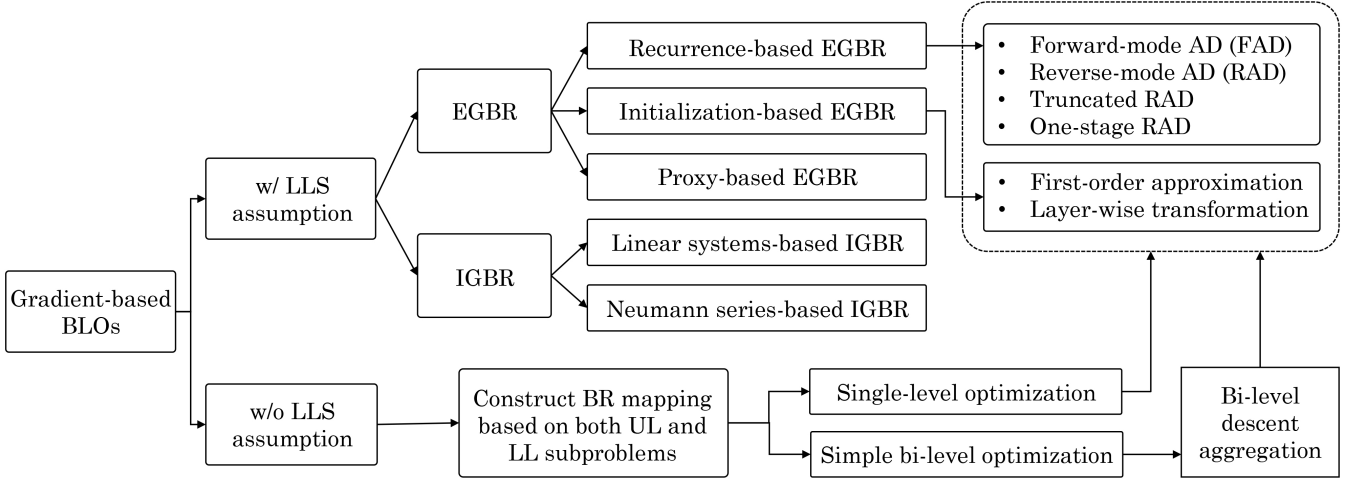 Gradient-based
BLOs
w/ LLS
assumption
w/o LLS
assumption
EGBR
IGBR
Recurrence-based EGBR
Initialization-based EGBR
Proxy-based EGBR
Linear systems-based IGBR
Neumann series-based IGBR
• Forward-mode AD (FAD)
• Reverse-mode AD (RAD)
• Truncated RAD
• One-stage RAD
• First-order approximation
• Layer-wise transformation
Construct BR mapping
based on both UL and
LL subproblems
Single-level optimization
Simple bi-level optimization
Bi-level
descent
aggregation